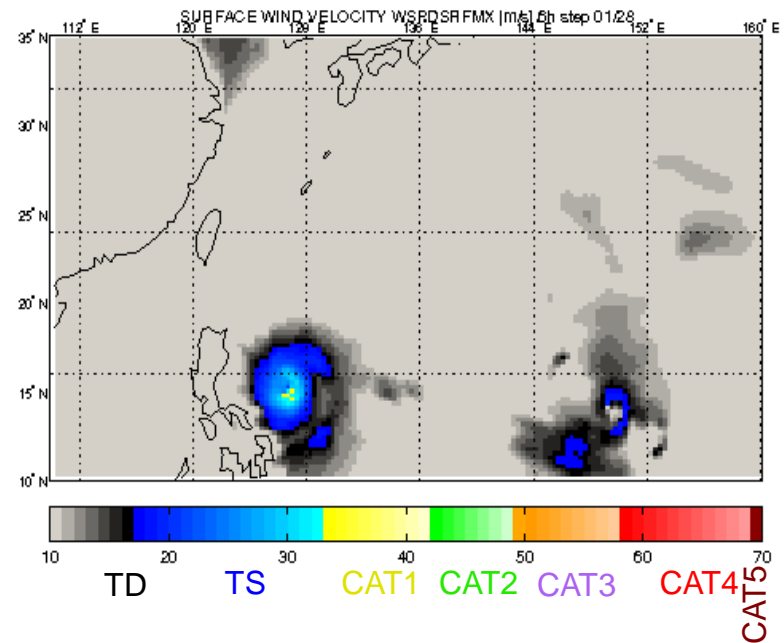 SURFACE WIND VELOCITY WSRDSRFMX [m/s] 6h step 01/28
112° E 120° E 128° E 136° E 144° E 152° E 160° E
35° N
30° N
25° N
20° N
15° N
10° N
10 20 30 40 50 60 70
TD TS CAT1 CAT2 CAT3 CAT4 CAT5